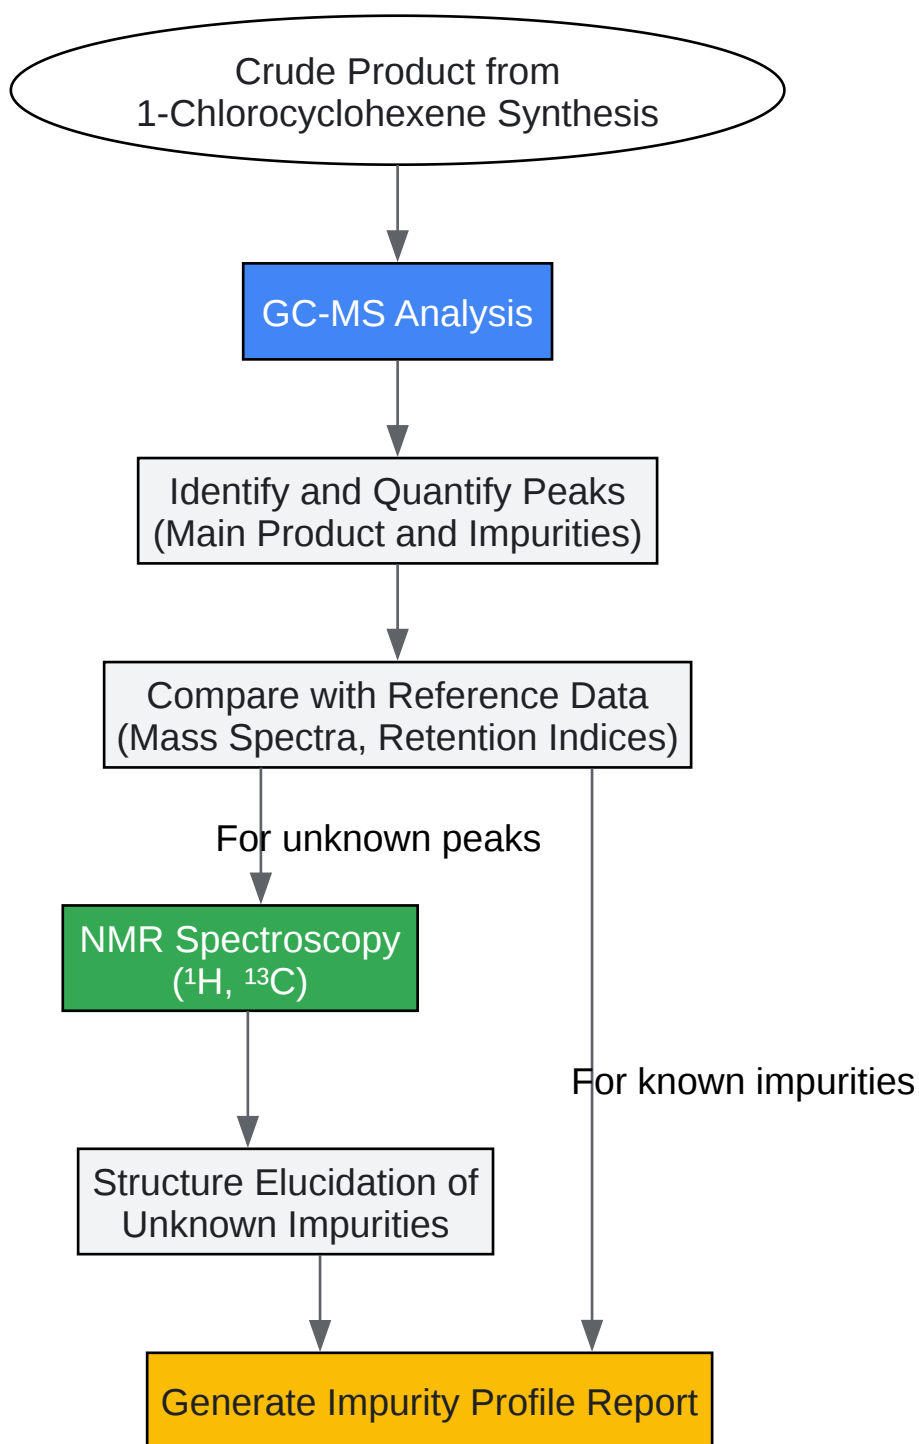 Crude Product from
1-Chlorocyclohexene Synthesis
GC-MS Analysis
Identify and Quantify Peaks
(Main Product and Impurities)
Compare with Reference Data
(Mass Spectra, Retention Indices)
For unknown peaks
NMR Spectroscopy
(¹H, ¹³C)
For known impurities
Structure Elucidation of
Unknown Impurities
Generate Impurity Profile Report